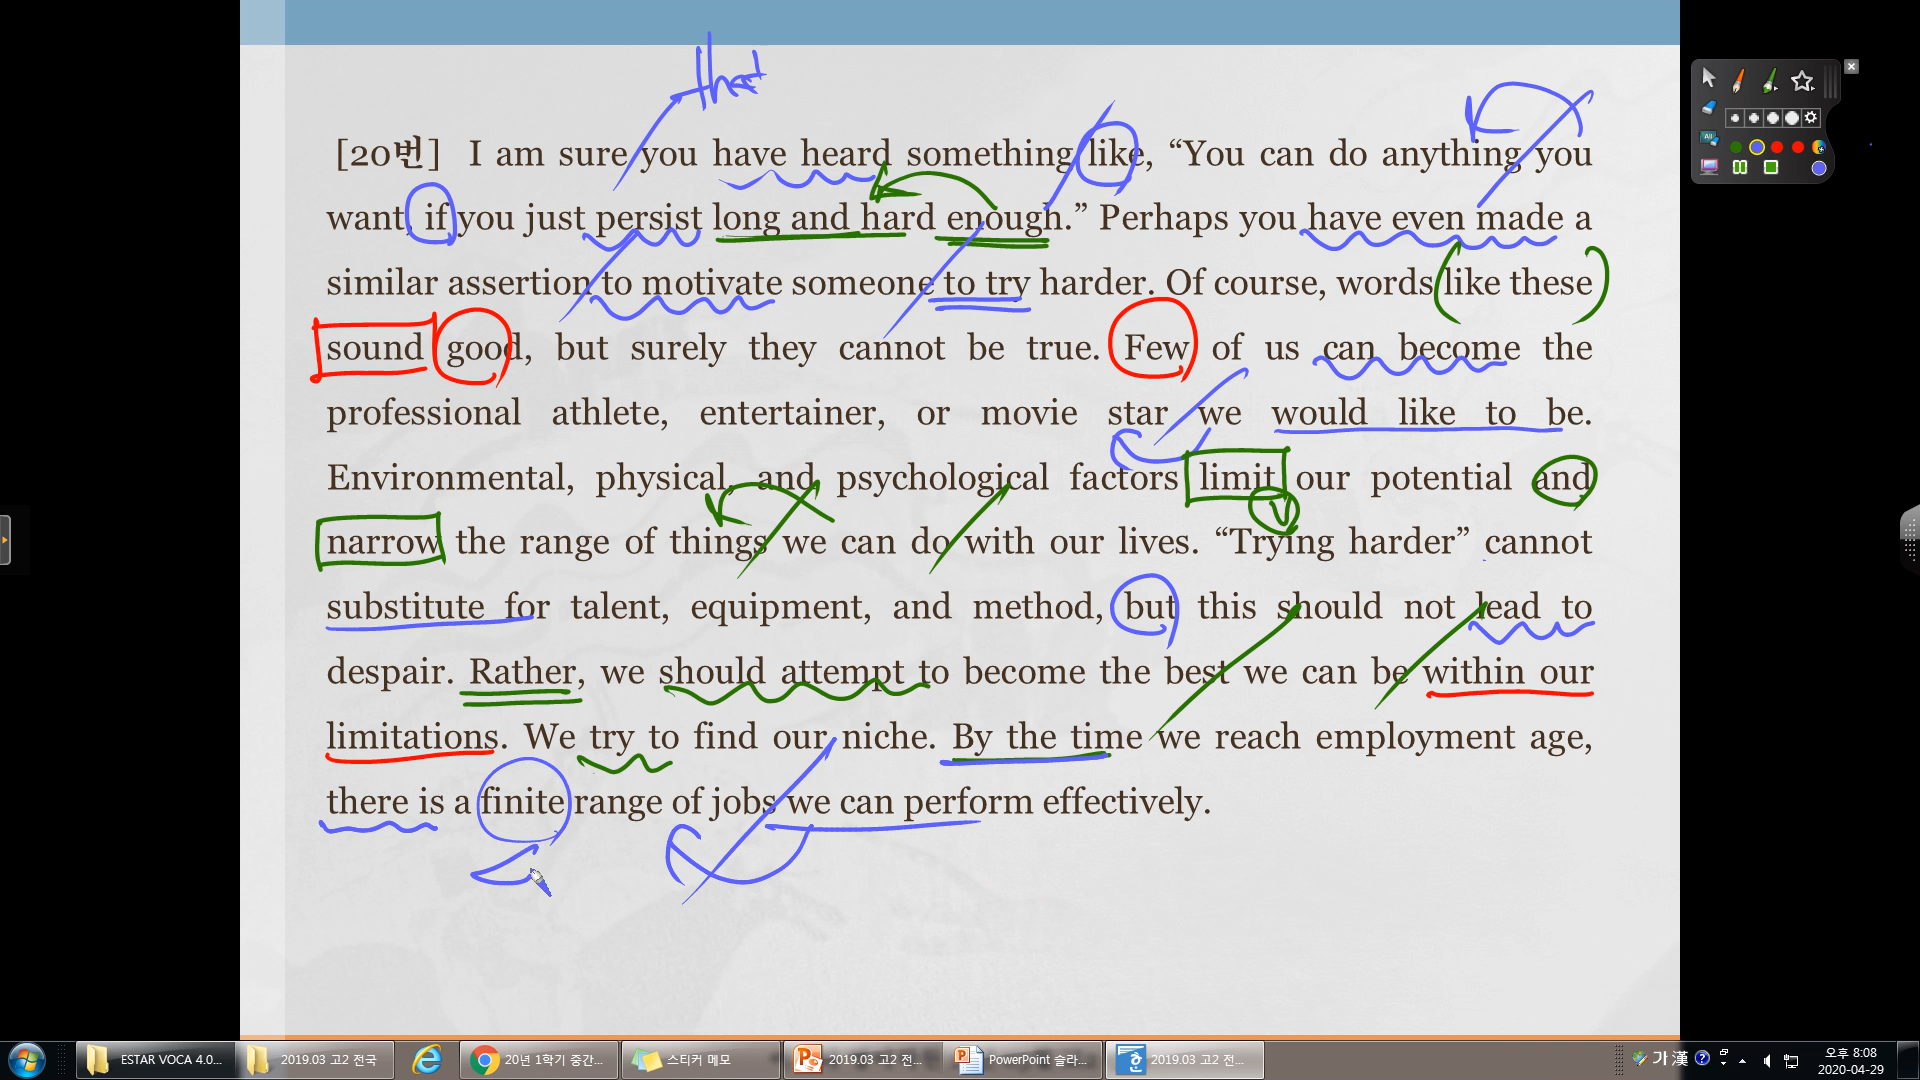 that
[20번] I am sure you have heard something like, “You can do anything you
want, if you just persist long and hard enough.” Perhaps you have even made a
similar assertion to motivate someone to try harder. Of course, words like these
sound good, but surely they cannot be true. Few of us can become the
professional athlete, entertainer, or movie star we would like to be.
Environmental, physical, and psychological factors limit our potential and
narrow the range of things we can do with our lives. “Trying harder” cannot
substitute for talent, equipment, and method, but this should not lead to
despair. Rather, we should attempt to become the best we can be within our
limitations. We try to find our niche. By the time we reach employment age,
there is a finite range of jobs we can perform effectively.
ESTAR VOCA 4.0... 2019.03 고2 전국 20년 1학기 중간... 스티커 메모 2019.03 고2 전... PowerPoint 슬라... 2019.03 고2 전... 가 漢 오후 8:08
2020-04-29